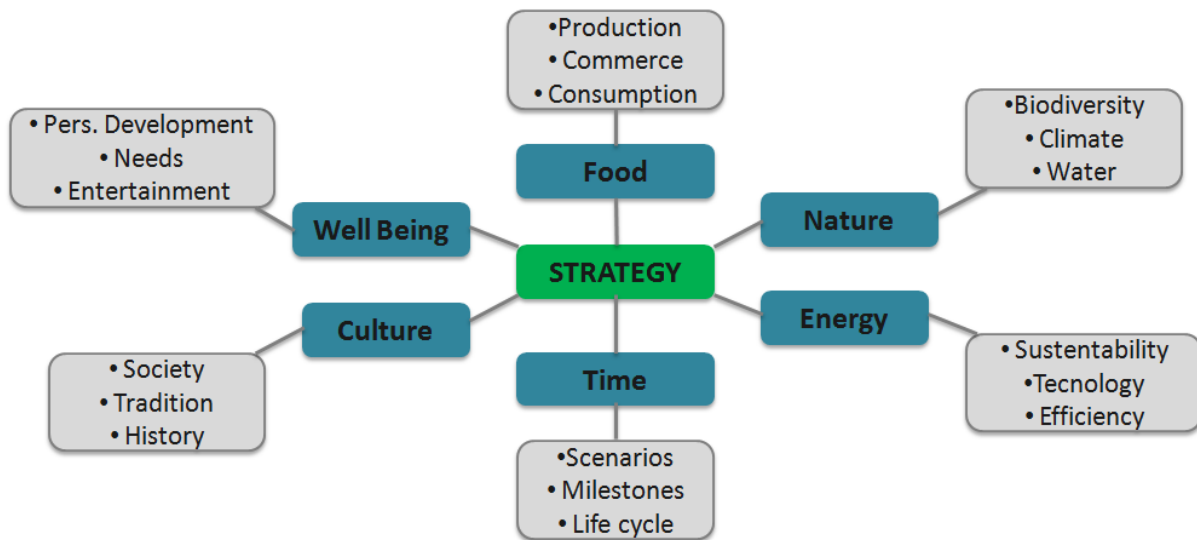 •Production
• Commerce
• Consumption
Food
• Pers. Development
• Needs
• Entertainment
Well Being
•Biodiversity
• Climate
• Water
Nature
STRATEGY
Culture
• Society
• Tradition
• History
Energy
• Sustentability
•Tecnology
• Efficiency
Time
•Scenarios
• Milestones
• Life cycle